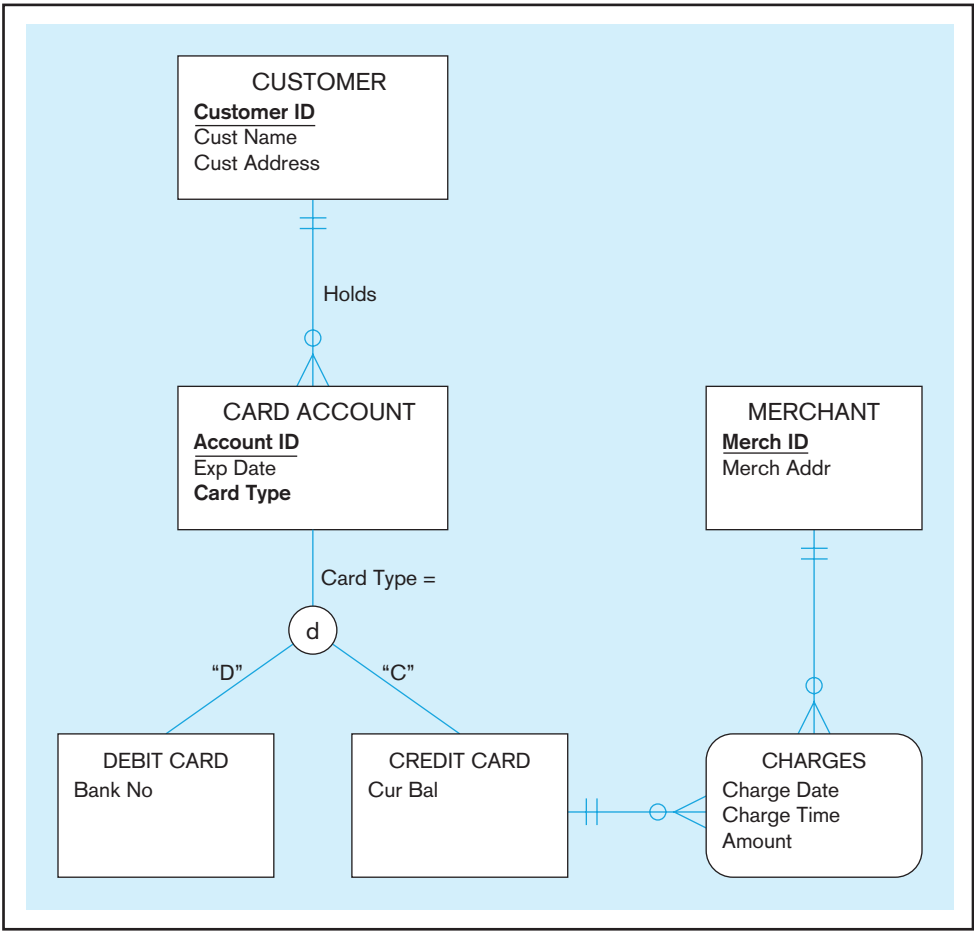 CUSTOMER
Customer ID
Cust Name
Cust Address
Holds
CARD ACCOUNT
Account ID
Exp Date
Card Type
MERCHANT
Merch ID
Merch Addr
Card Type =
d
“D”
“C”
DEBIT CARD
Bank No
CREDIT CARD
Cur Bal
CHARGES
Charge Date
Charge Time
Amount